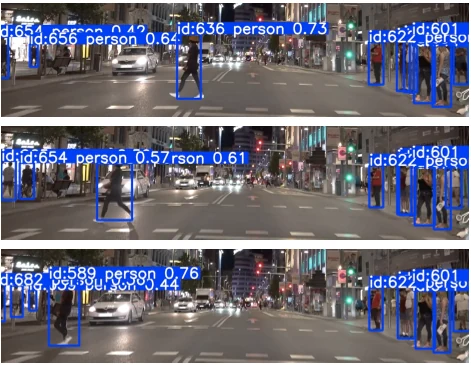 id:654 person 0.42
id:656 person 0.64
id:636 person 0.73
id:601
id:622 person
id:654 person 0.57
rson 0.61
id:601
id:622 person
id:589 person 0.76
id:682
0.44
id:601
id:622 person